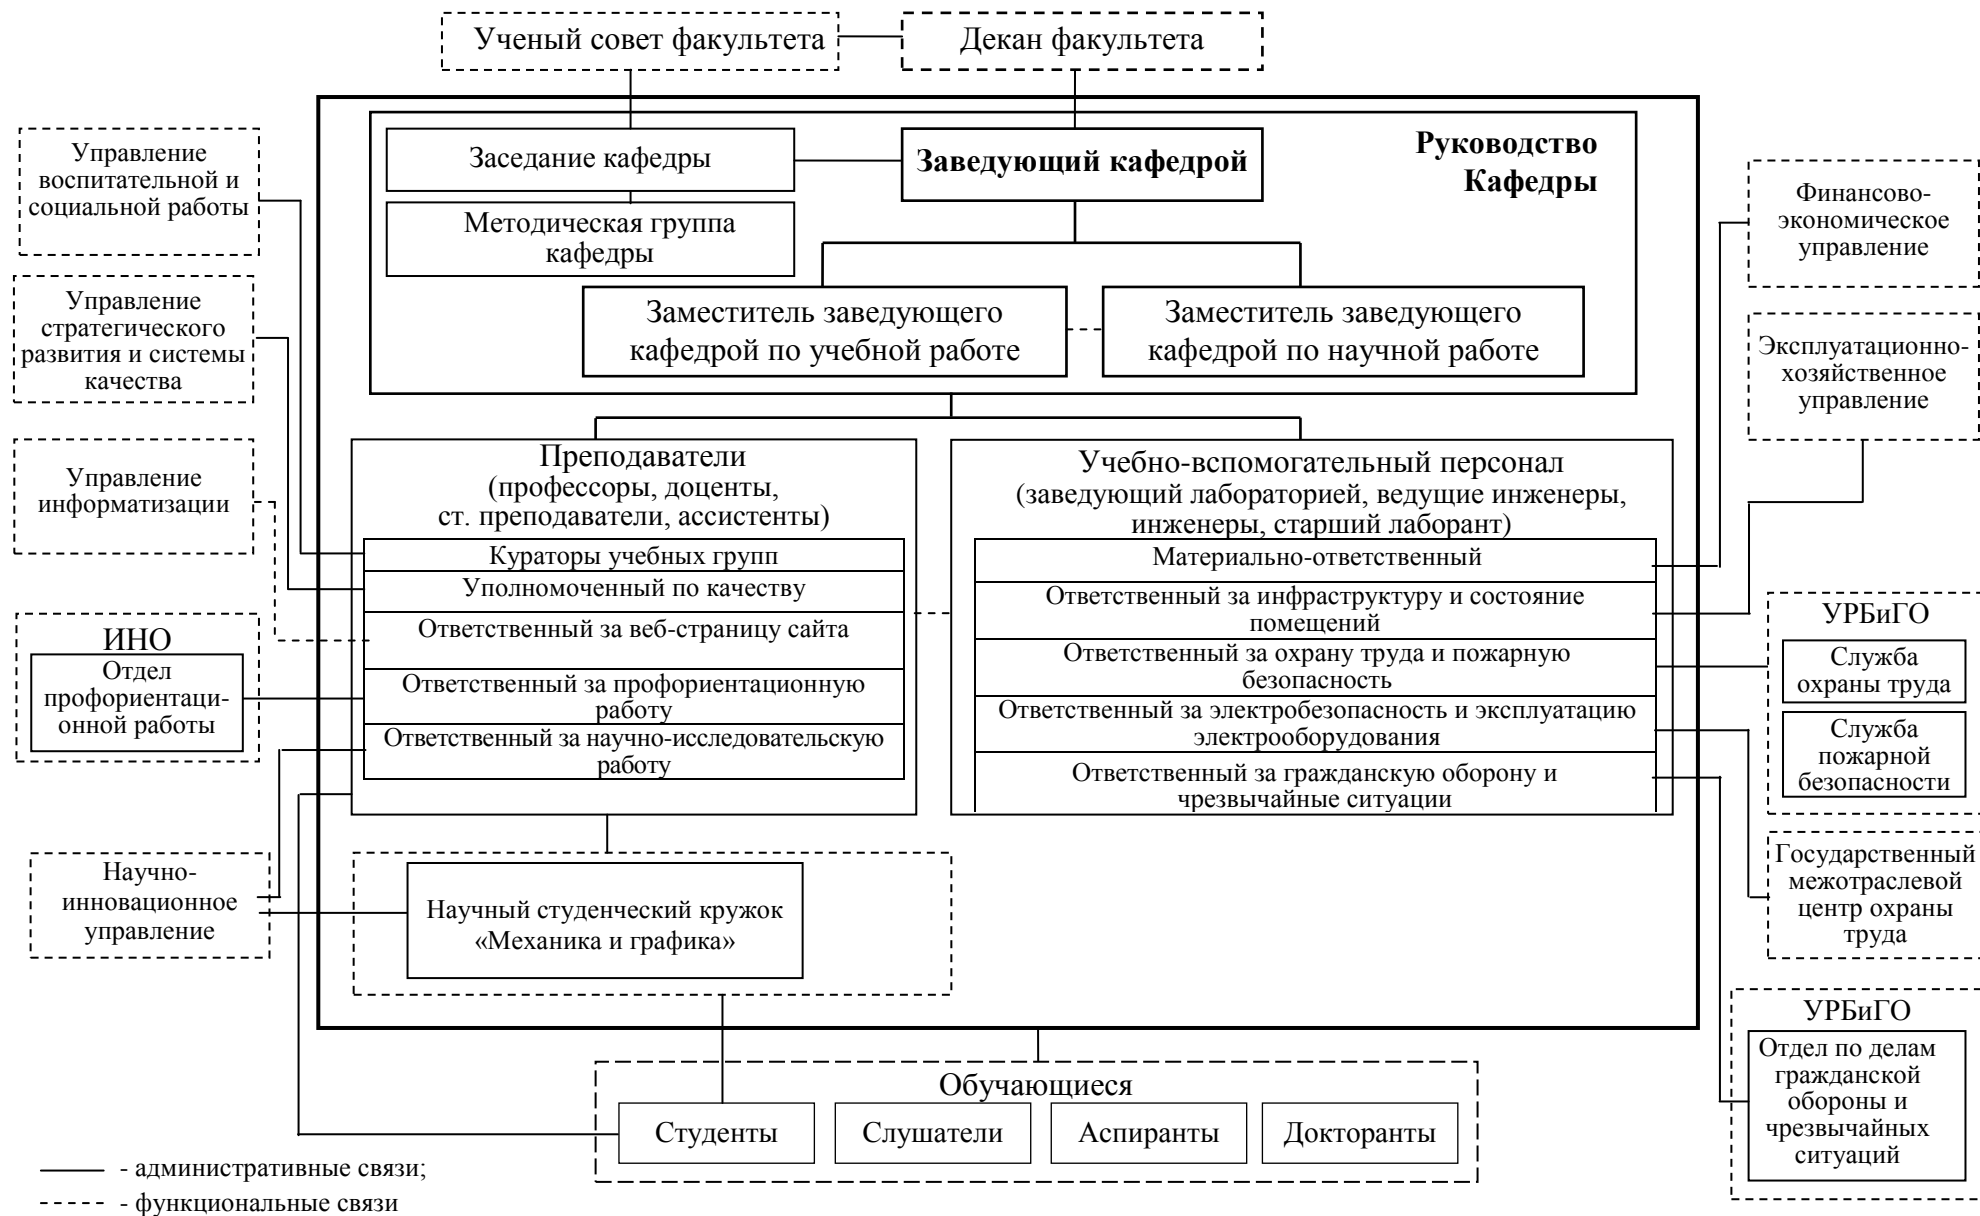 Ученый совет факультета
Декан факультета
Руководство
Кафедры
Заседание кафедры
Заведующий кафедрой
Методическая группа
кафедры
Заместитель заведующего
кафедрой по учебной работе
Заместитель заведующего
кафедрой по научной работе
Управление
воспитательной и
социальной работы
Управление
стратегического
развития и системы
качества
Управление
информатизации
ИНО
Отдел
профориентаци-
онной работы
Научно-
инновационное
управление
Преподаватели
(профессоры, доценты,
ст. преподаватели, ассистенты)
Кураторы учебных групп
Уполномоченный по качеству
Ответственный за веб-страницу сайта
Ответственный за профориентационную
работу
Ответственный за научно-исследовательскую
работу
Учебно-вспомогательный персонал
(заведующий лабораторией, ведущие инженеры,
инженеры, старший лаборант)
Материально-ответственный
Ответственный за инфраструктуру и состояние
помещений
Ответственный за охрану труда и пожарную
безопасность
Ответственный за электробезопасность и эксплуатацию
электрооборудования
Ответственный за гражданскую оборону и
чрезвычайные ситуации
Финансово-
экономическое
управление
Эксплуатационно-
хозяйственное
управление
УРБиГО
Служба
охраны труда
Служба
пожарной
безопасности
Государственный
межотраслевой
центр охраны
труда
УРБиГО
Отдел по делам
гражданской
обороны и
чрезвычайных
ситуаций
Научный студенческий кружок
«Механика и графика»
Обучающиеся
Студенты
Слушатели
Аспиранты
Докторанты
- административные связи;
- функциональные связи